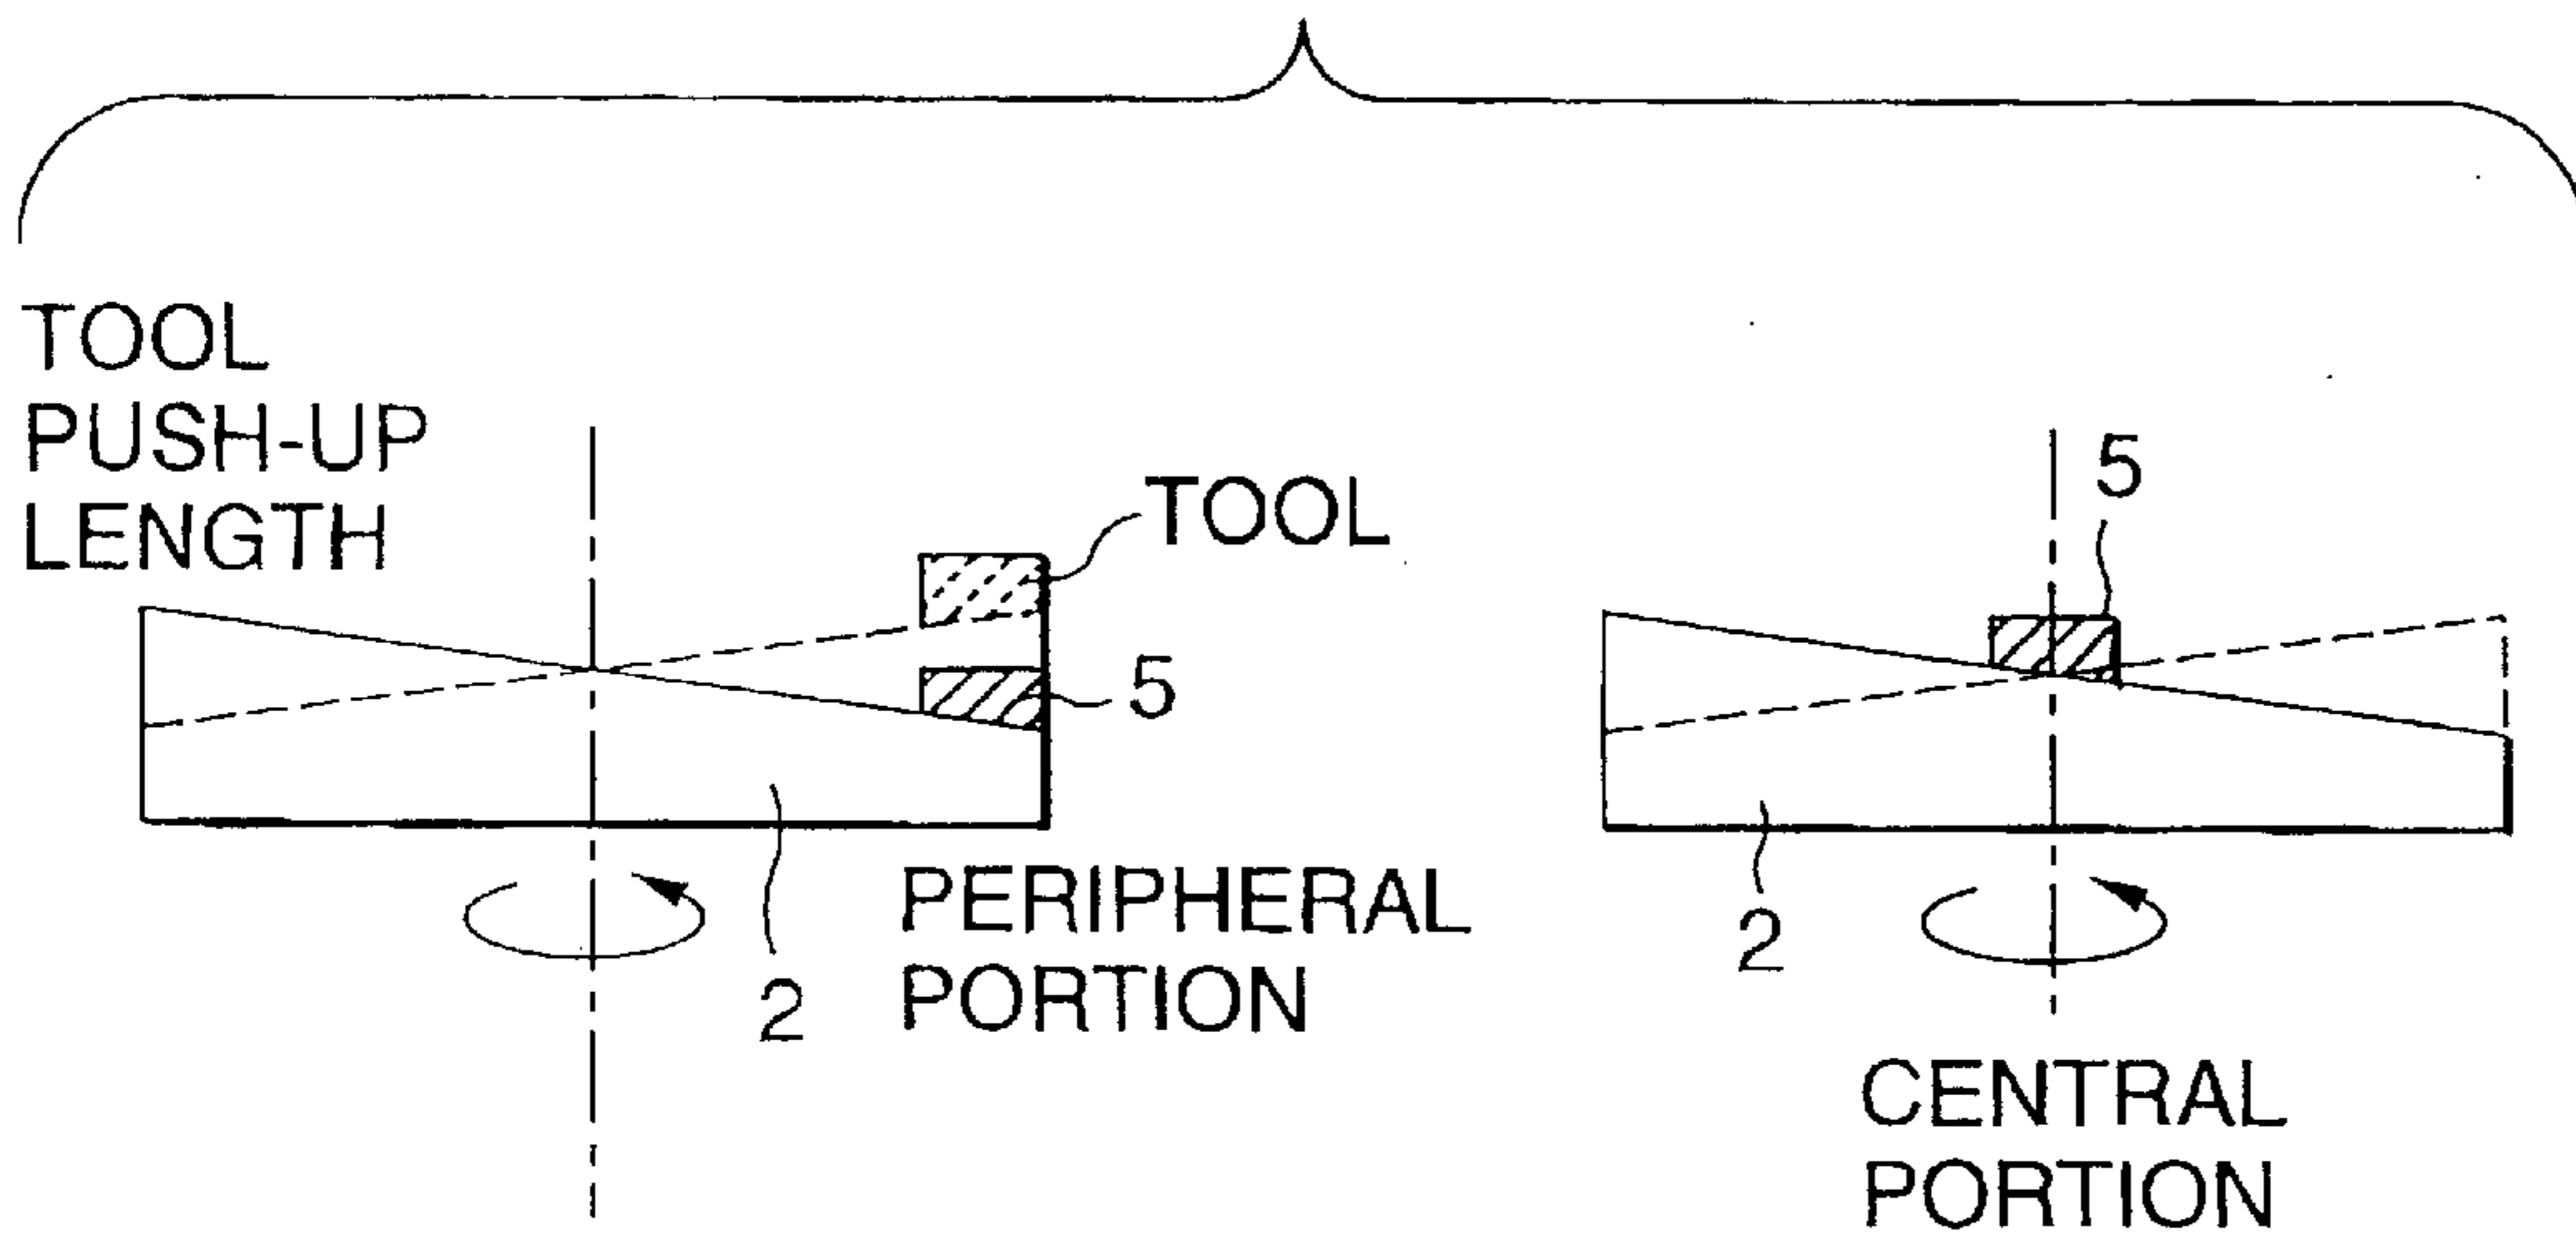 TOOL
PUSH-UP
LENGTH
TOOL
5
2
PERIPHERAL
PORTION
5
2
CENTRAL
PORTION